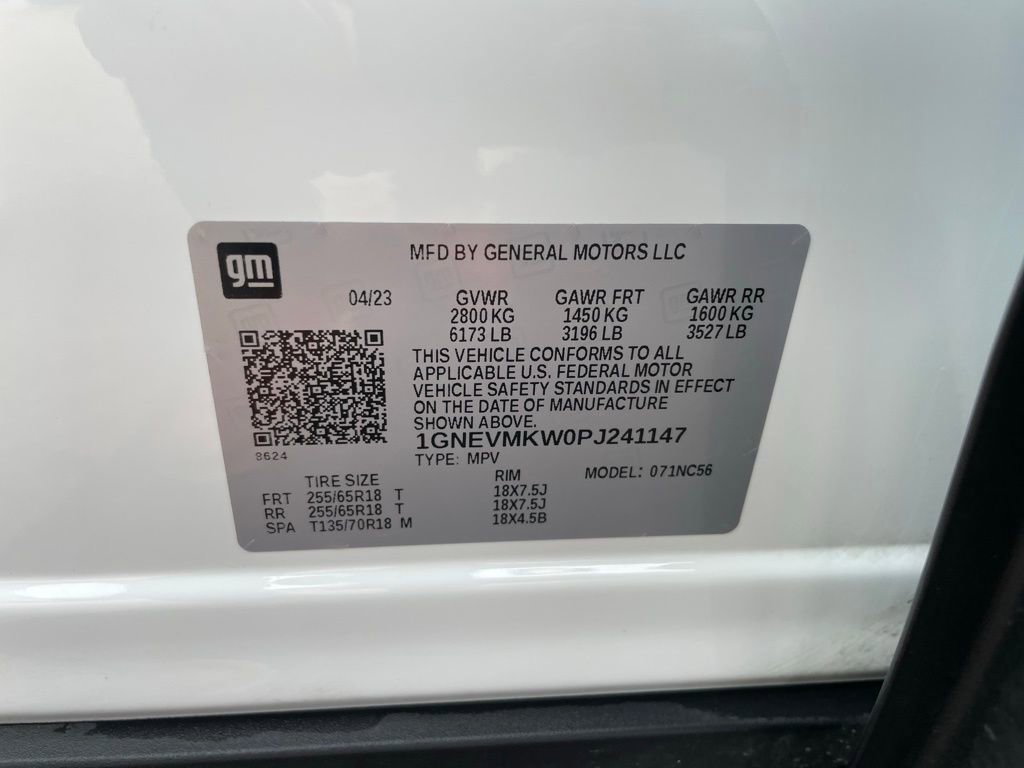 gm
MFD BY GENERAL MOTORS LLC
04/23 GVWR GAWR FRT GAWR RR
2800 KG 1450 KG 1600 KG
6173 LB 3196 LB 3527 LB
THIS VEHICLE CONFORMS TO ALL
APPLICABLE U.S. FEDERAL MOTOR
VEHICLE SAFETY STANDARDS IN EFFECT
ON THE DATE OF MANUFACTURE
SHOWN ABOVE.
1GNEVMKW0PJ241147
8624
TYPE: MPV
MODEL: 071NC56
TIRE SIZE RIM
FRT 255/65R18 T 18X7.5J
RR 255/65R18 T 18X7.5J
SPA T135/70R18 M 18X4.5B